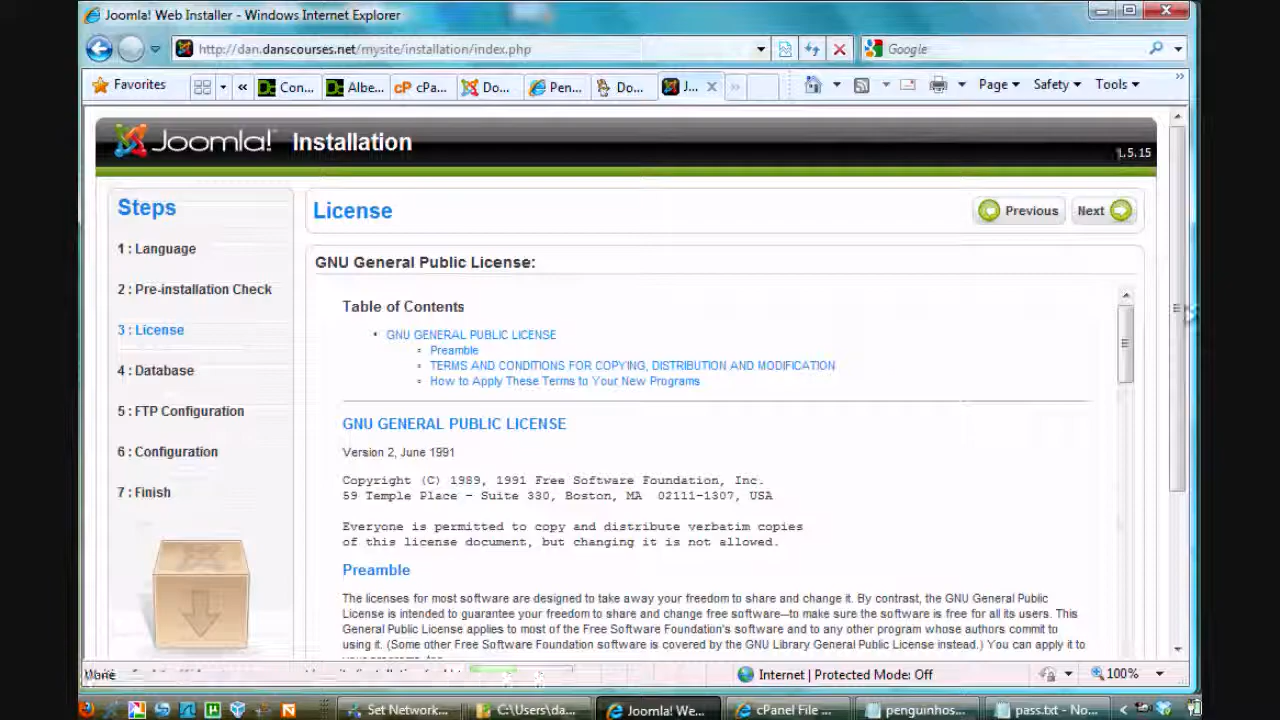 Joomla! Web Installer - Windows Internet Explorer
http://dan.danscourses.net/mysite/installation/index.php
Google
Favorites
Con...
Albe...
cPa...
Do...
Pen...
Do...
J...
Page
Safety
Tools
Joomla! Installation
1.5.15
Steps
1 : Language
2 : Pre-installation Check
3 : License
4 : Database
5 : FTP Configuration
6 : Configuration
7 : Finish
License
Previous
Next
GNU General Public License:
Table of Contents
GNU GENERAL PUBLIC LICENSE
Preamble
TERMS AND CONDITIONS FOR COPYING, DISTRIBUTION AND MODIFICATION
How to Apply These Terms to Your New Programs
GNU GENERAL PUBLIC LICENSE
Version 2, June 1991
Copyright (C) 1989, 1991 Free Software Foundation, Inc.
59 Temple Place - Suite 330, Boston, MA 02111-1307, USA
Everyone is permitted to copy and distribute verbatim copies
of this license document, but changing it is not allowed.
Preamble
The licenses for most software are designed to take away your freedom to share and change it. By contrast, the GNU General Public
License is intended to guarantee your freedom to share and change free software--to make sure the software is free for all its users. This
General Public License applies to most of the Free Software Foundation's software and to any other program whose authors commit to
using it. (Some other Free Software Foundation software is covered by the GNU Library General Public License instead.) You can apply it to
Internet | Protected Mode: Off
100%
Set Network...
C:\Users\da...
Joomla! We...
cPanel File ...
penguinhos...
pass.txt - No...